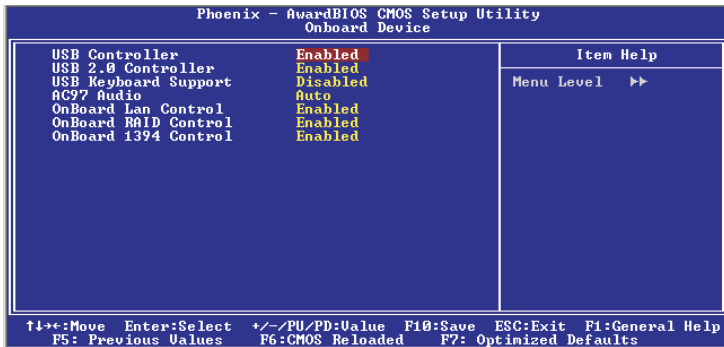 Phoenix - AwardBIOS CMOS Setup Utility
Onboard Device
USB Controller Enabled
USB 2.0 Controller Enabled
USB Keyboard Support Disabled
AC97 Audio Auto
OnBoard Lan Control Enabled
OnBoard RAID Control Enabled
OnBoard 1394 Control Enabled
Item Help
Menu Level ▶▶
↑↓→←:Move Enter:Select +/-/PU/PD:Value F10:Save ESC:Exit F1:General Help
F5: Previous Values F6:CMOS Reloaded F7: Optimized Defaults